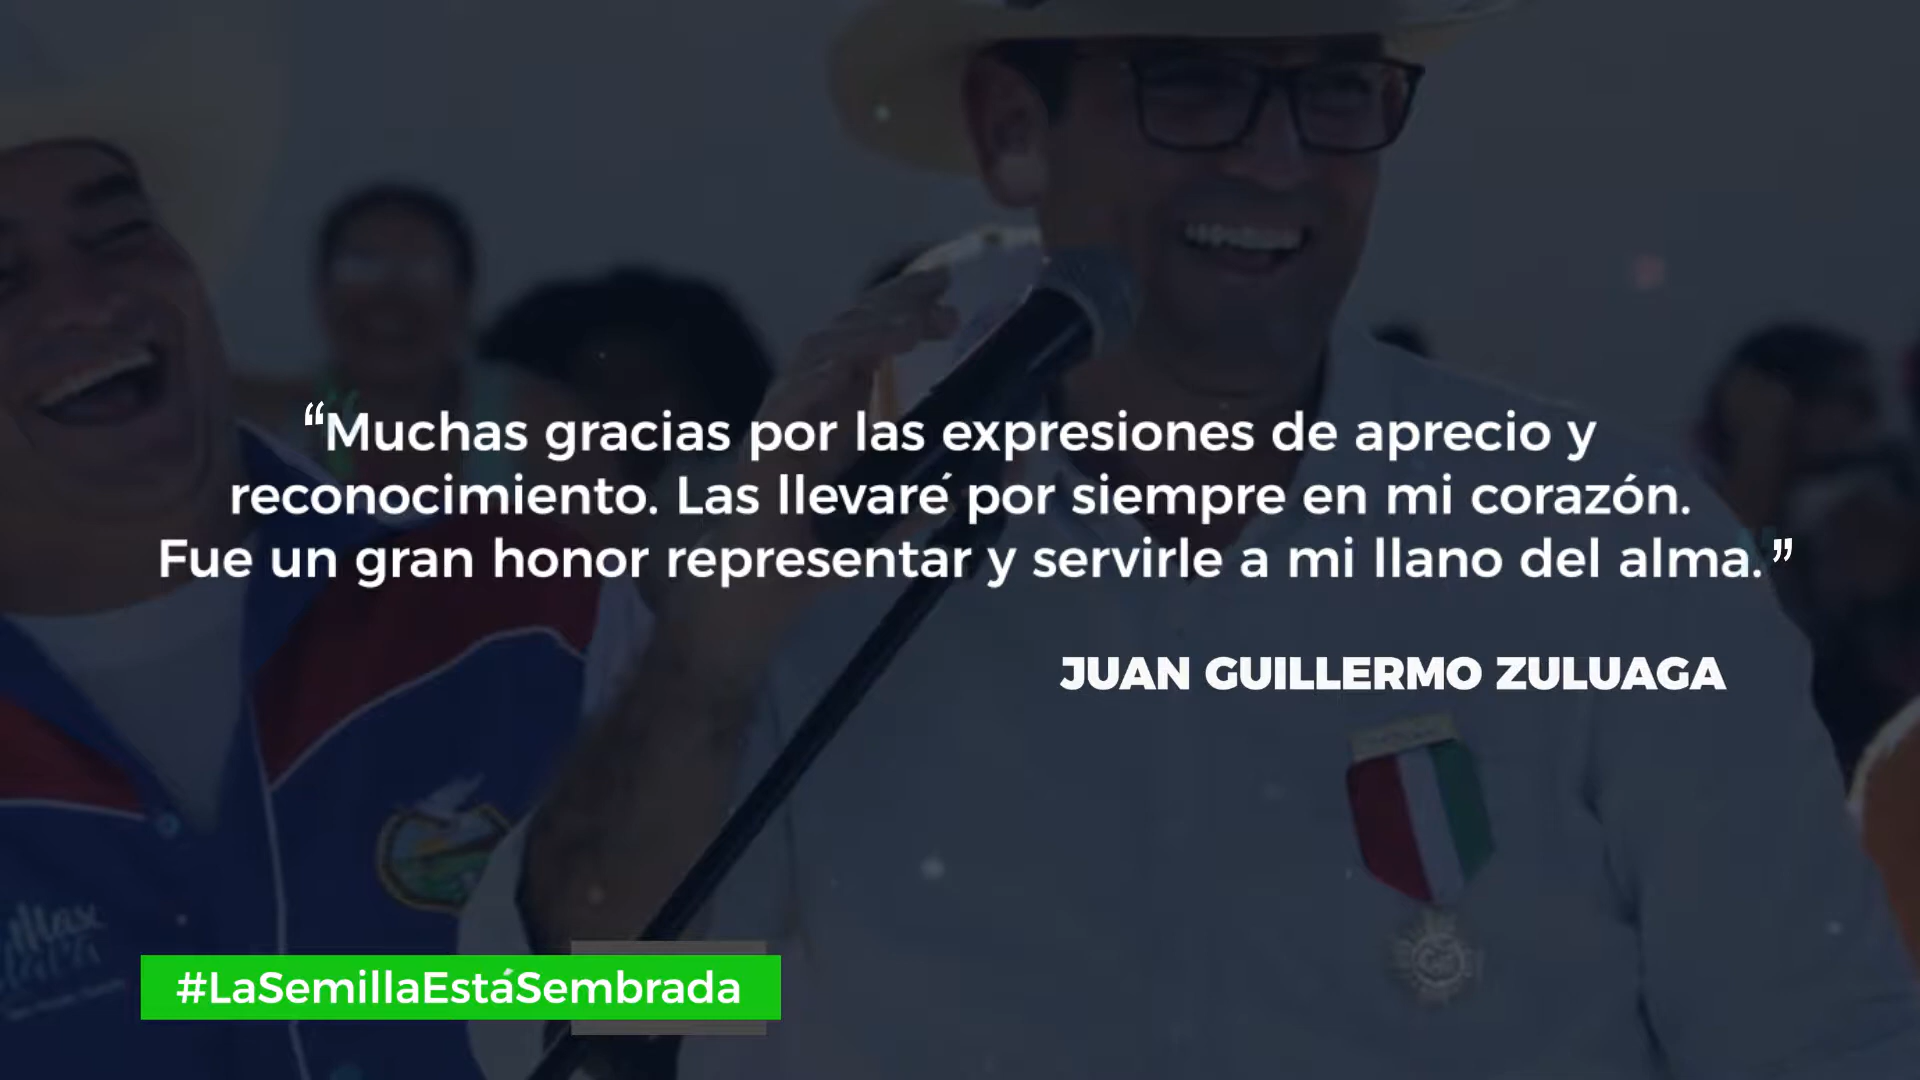 “Muchas gracias por las expresiones de aprecio y
reconocimiento. Las llevaré por siempre en mi corazón.
Fue un gran honor representar y servirle a mi llano del alma.”
JUAN GUILLERMO ZULUAGA
#LaSemillaEstáSembrada